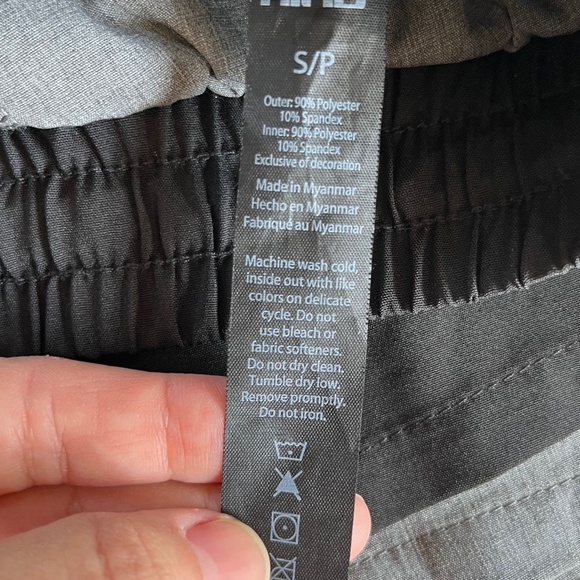 S/P
Outer: 90% Polyester
10% Spandex
Inner: 90% Polyester
10% Spandex
Exclusive of decoration
Made in Myanmar
Hecho en Myanmar
Fabriqué au Myanmar
Machine wash cold,
inside out with like
colors on delicate
cycle. Do not
use bleach or
fabric softeners.
Do not dry clean.
Tumble dry low.
Remove promptly.
Do not iron.